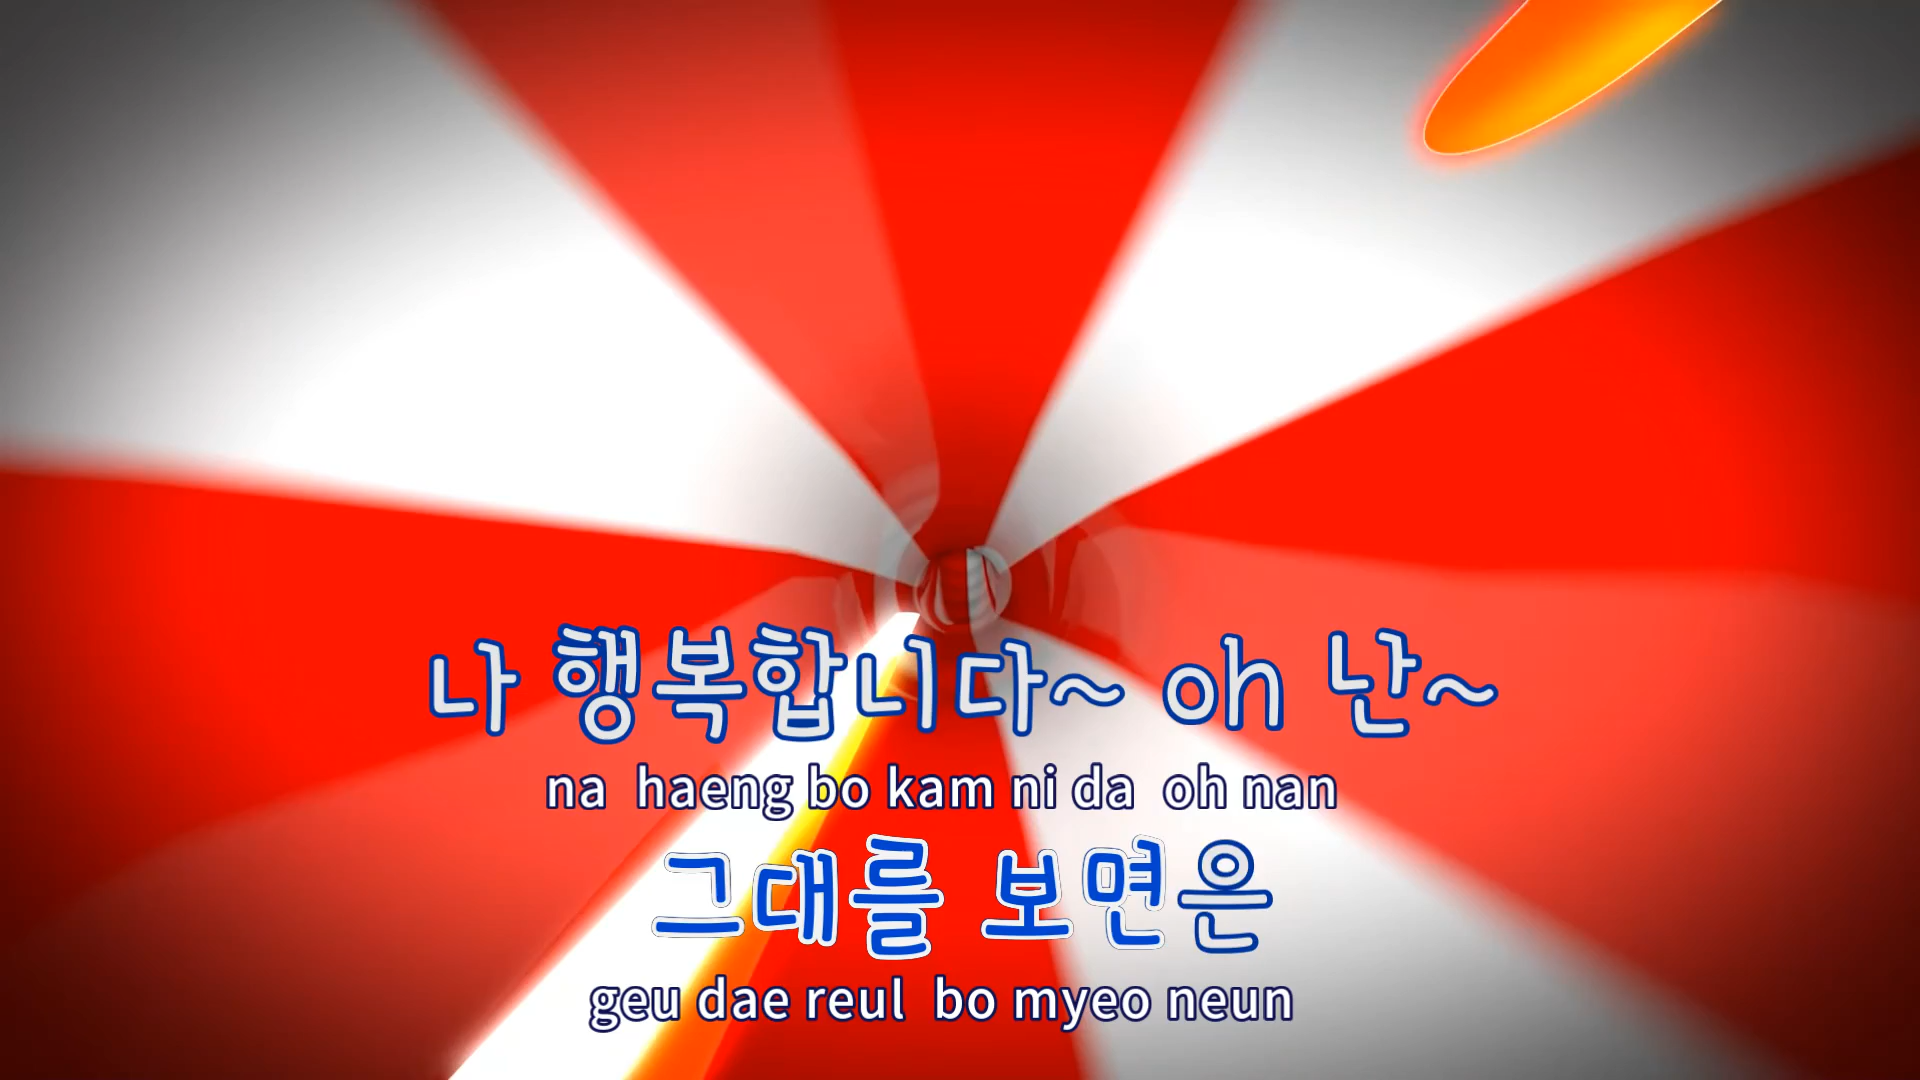 나 행복합니다~ oh 난~
na haeng bo kam ni da oh nan
그대를 보면은
geu dae reul bo myeo neun